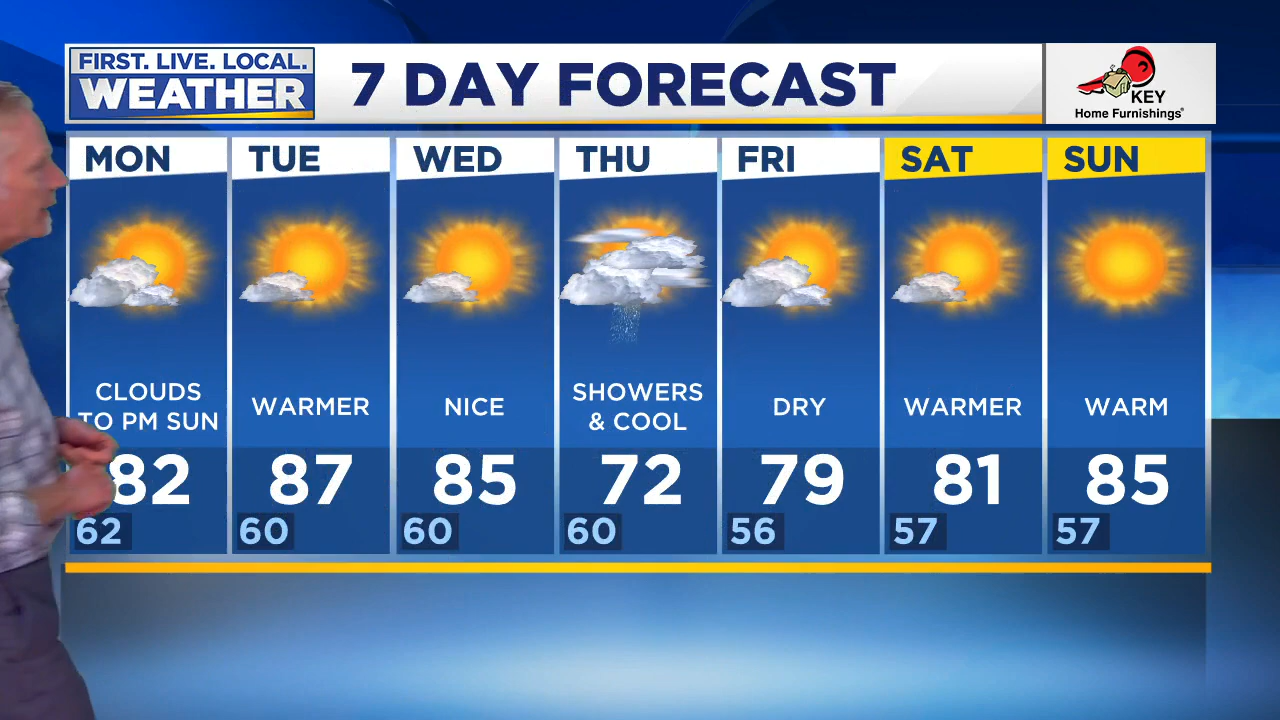 FIRST. LIVE. LOCAL.
WEATHER
7 DAY FORECAST
KEY
Home Furnishings®
MON
TUE
WED
THU
FRI
SAT
SUN
CLOUDS
TO PM SUN
WARMER
NICE
SHOWERS
& COOL
DRY
WARMER
WARM
82
87
85
72
79
81
85
62
60
60
60
56
57
57